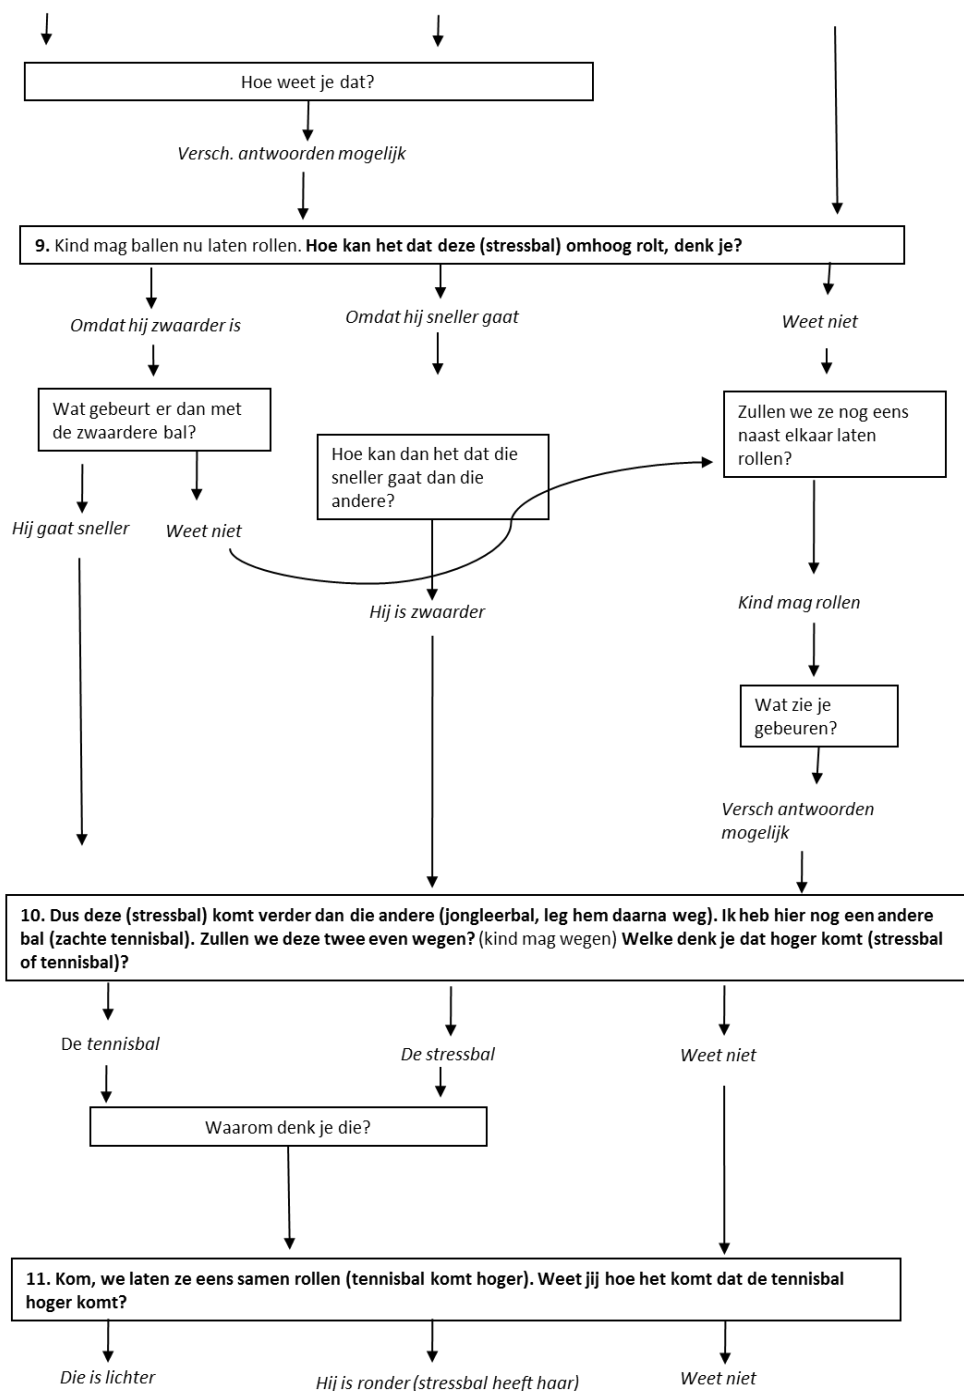 Hoe weet je dat?
Versch. antwoorden mogelijk
9. Kind mag ballen nu laten rollen. Hoe kan het dat deze (stressbal) omhoog rolt, denk je?
Omdat hij zwaarder is
Omdat hij sneller gaat
Weet niet
Wat gebeurt er dan met
de zwaardere bal?
Hoe kan dan het dat die
sneller gaat dan die
andere?
Zullen we ze nog eens
naast elkaar laten
rollen?
Hij gaat sneller
Weet niet
Hij is zwaarder
Kind mag rollen
Wat zie je
gebeuren?
Versch antwoorden
mogelijk
10. Dus deze (stressbal) komt verder dan die andere (jongleerbal, leg hem daarna weg). Ik heb hier nog een andere
bal (zachte tennisbal). Zullen we deze twee even wegen? (kind mag wegen) Welke denk je dat hoger komt (stressbal
of tennisbal)?
De tennisbal
De stressbal
Weet niet
Waarom denk je die?
11. Kom, we laten ze eens samen rollen (tennisbal komt hoger). Weet jij hoe het komt dat de tennisbal
hoger komt?
Die is lichter
Hij is ronder (stressbal heeft haar)
Weet niet